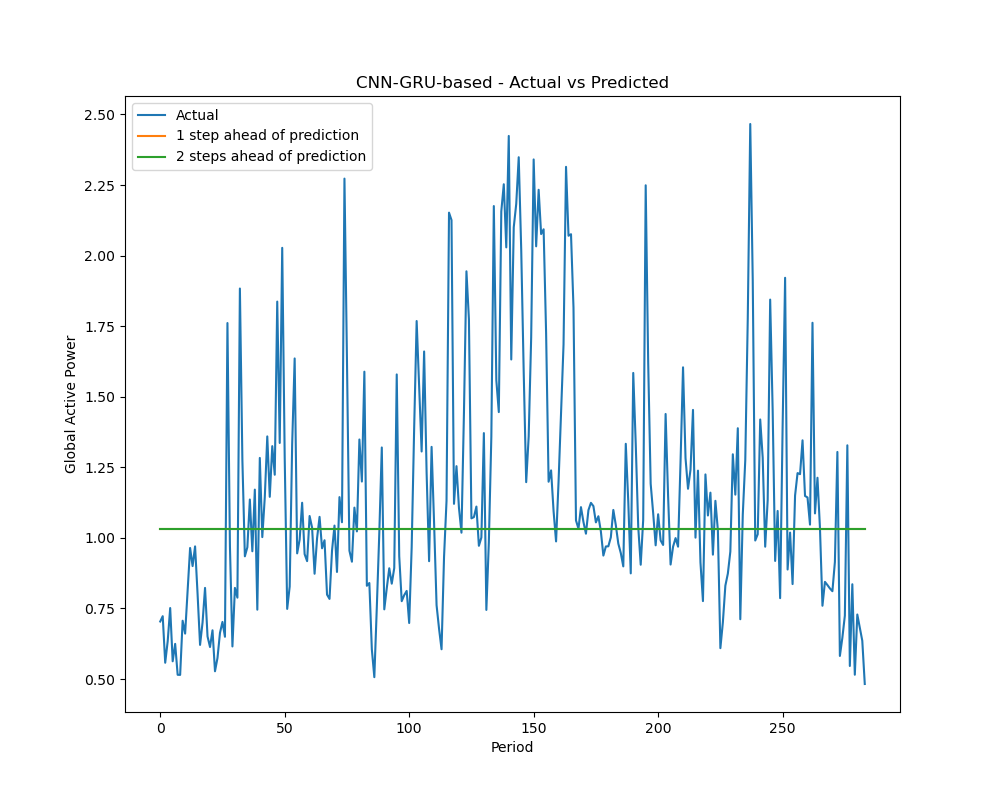 CNN-GRU-based - Actual vs Predicted
Actual
1 step ahead of prediction
2 steps ahead of prediction
2.50
2.25
2.00
1.75
1.50
1.25
1.00
0.75
0.50
Global Active Power
0 50 100 150 200 250
Period